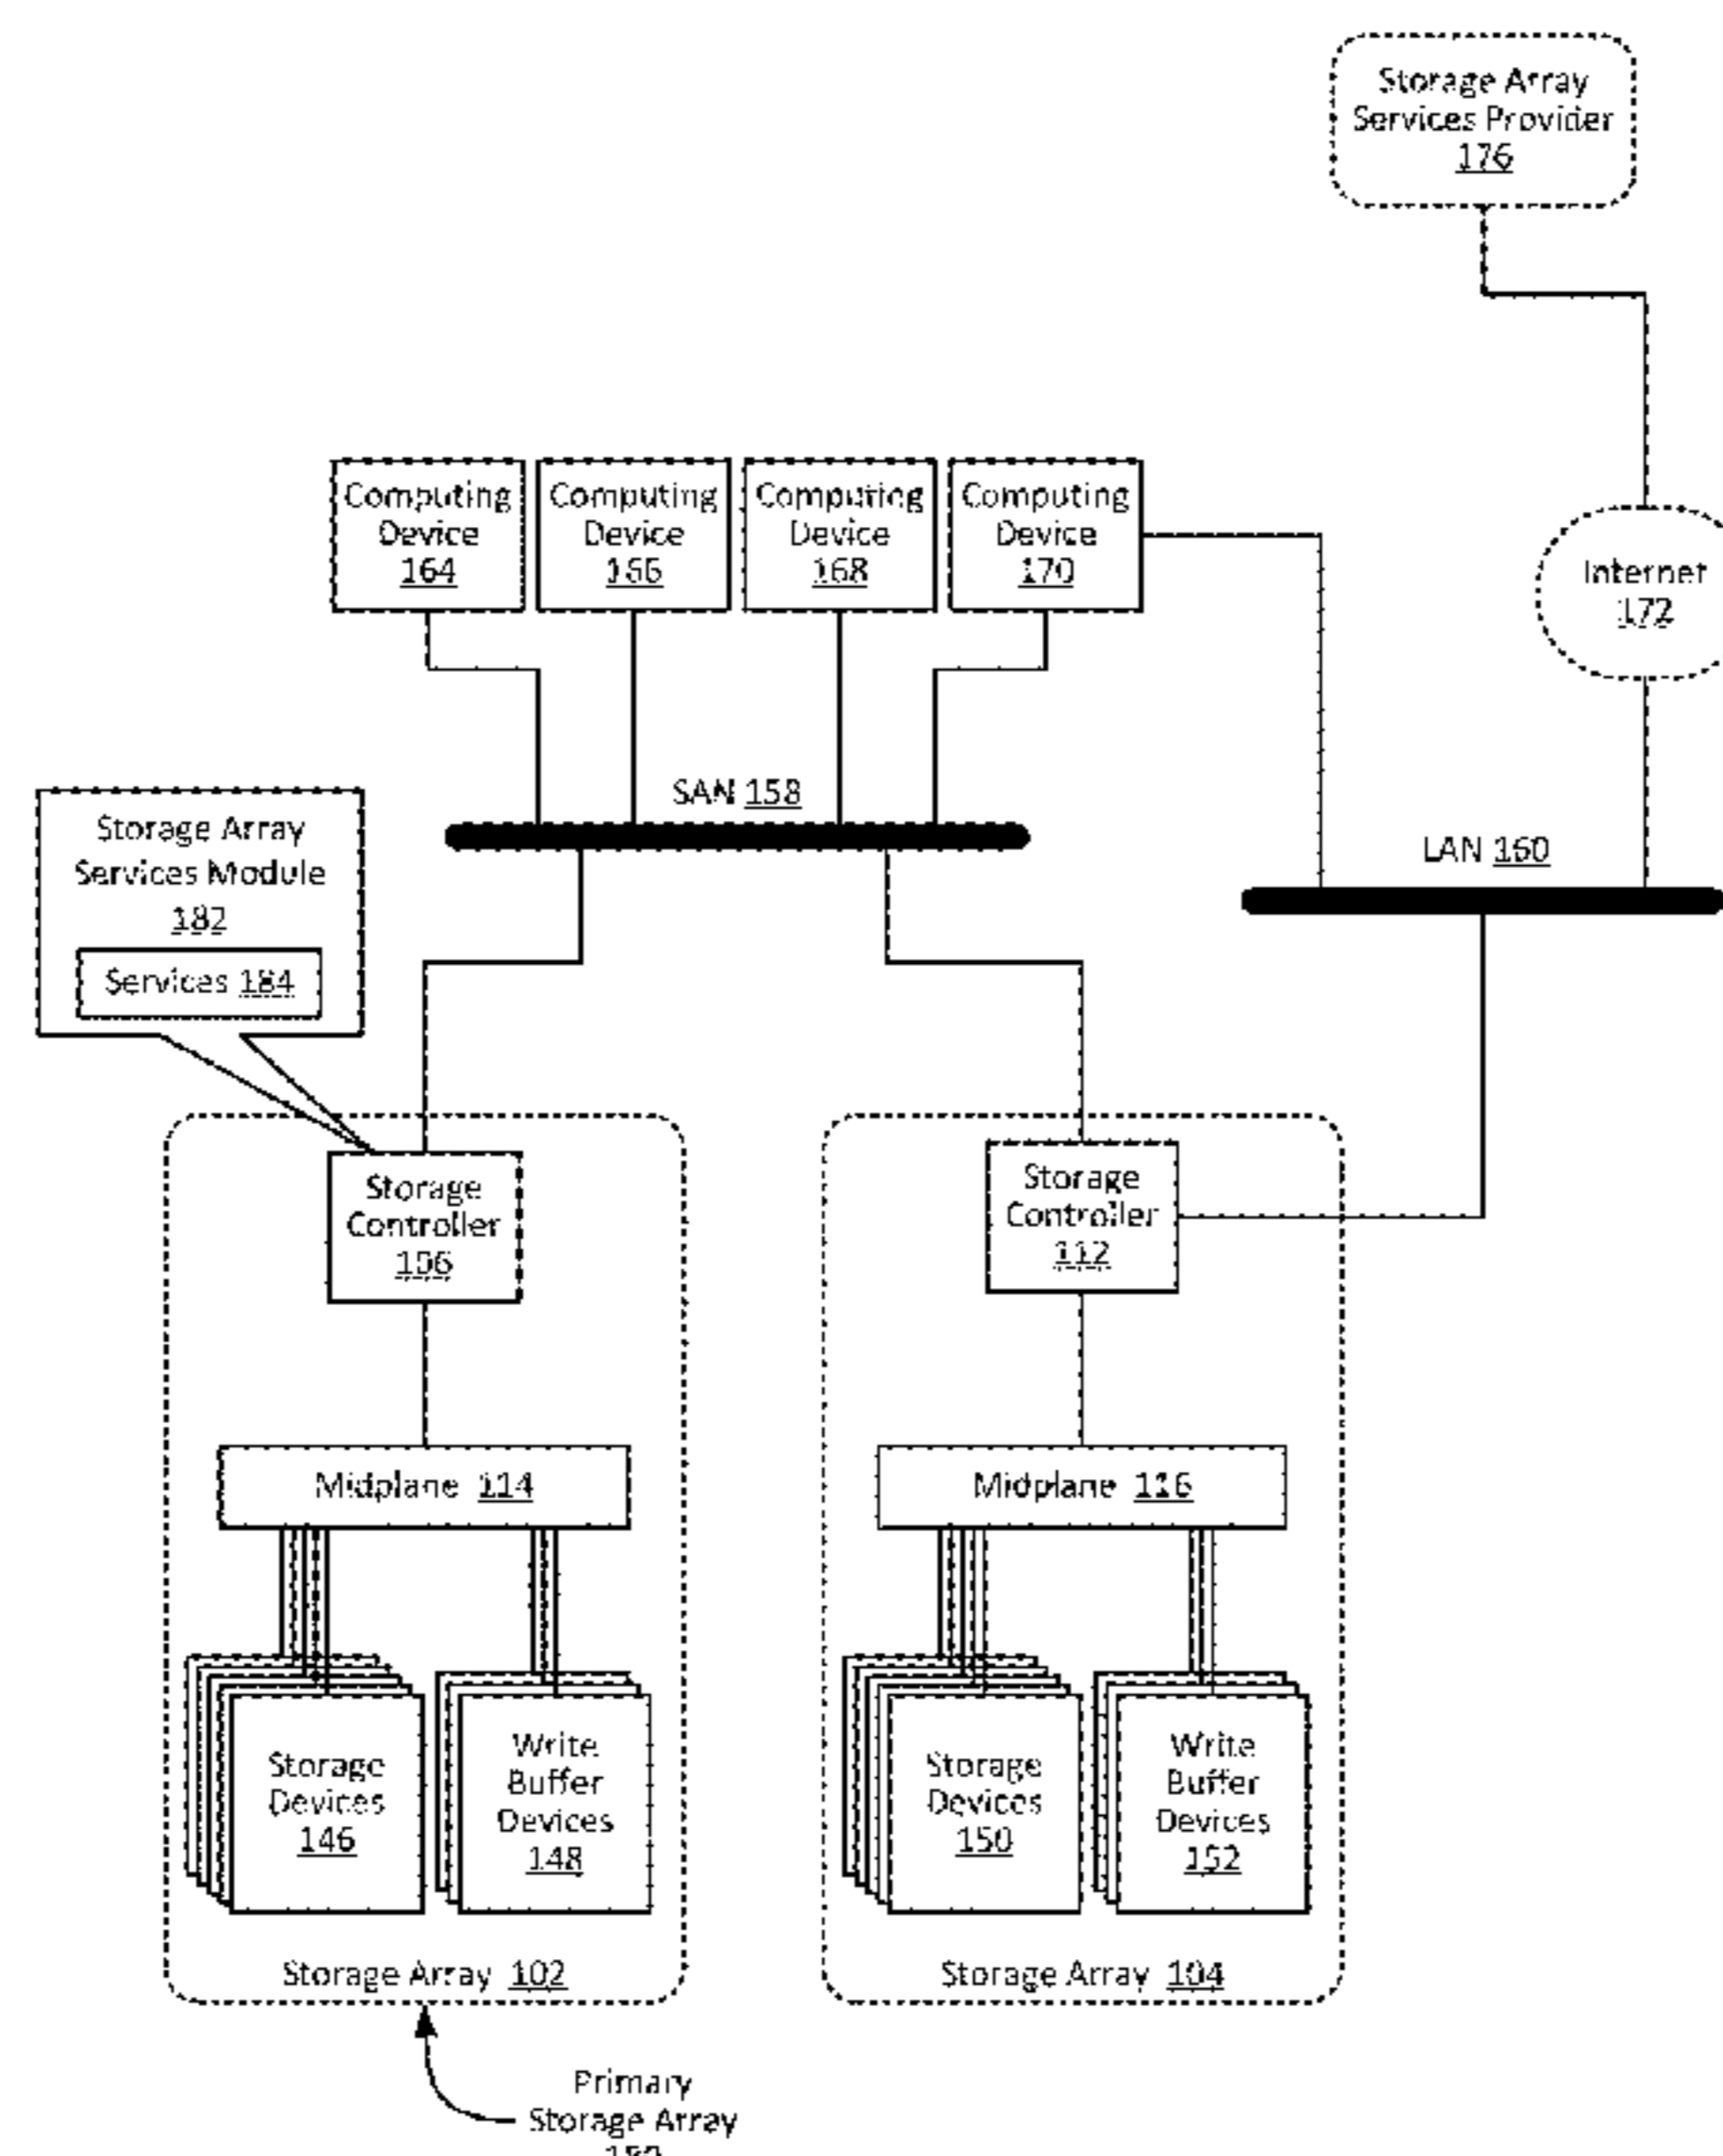 Storage Array
Services Provider
176
Computing
Device
164
Computing
Device
166
Computing
Device
168
Computing
Device
170
Internet
172
SAN 158
LAN 160
Storage Array
Services Module
182
Services 184
Storage
Controller
106
Storage
Controller
112
Midplane 114
Midplane 116
Storage
Devices
146
Write
Buffer
Devices
148
Storage
Devices
150
Write
Buffer
Devices
152
Storage Array 102
Storage Array 104
Primary
Storage Array